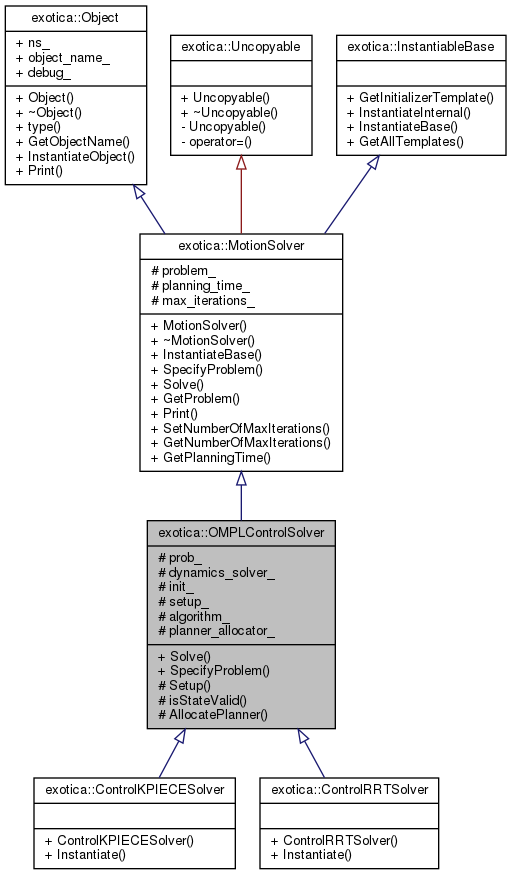 exotica::Object
+ ns_
+ object_name_
+ debug_
+ Object()
+ ~Object()
+ type()
+ GetObjectName()
+ InstantiateObject()
+ Print()
exotica::Uncopyable
+ Uncopyable()
+ ~Uncopyable()
- Uncopyable()
- operator=()
exotica::InstantiableBase
+ GetInitializerTemplate()
+ InstantiateInternal()
+ InstantiateBase()
+ GetAllTemplates()
exotica::MotionSolver
# problem_
# planning_time_
# max_iterations_
+ MotionSolver()
+ ~MotionSolver()
+ InstantiateBase()
+ SpecifyProblem()
+ Solve()
+ GetProblem()
+ Print()
+ SetNumberOfMaxIterations()
+ GetNumberOfMaxIterations()
+ GetPlanningTime()
exotica::OMPLControlSolver
# prob_
# dynamics_solver_
# init_
# setup_
# algorithm_
# planner_allocator_
+ Solve()
+ SpecifyProblem()
# Setup()
# isStateValid()
# AllocatePlanner()
exotica::ControlKPIECESolver
+ ControlKPIECESolver()
+ Instantiate()
exotica::ControlRRTSolver
+ ControlRRTSolver()
+ Instantiate()